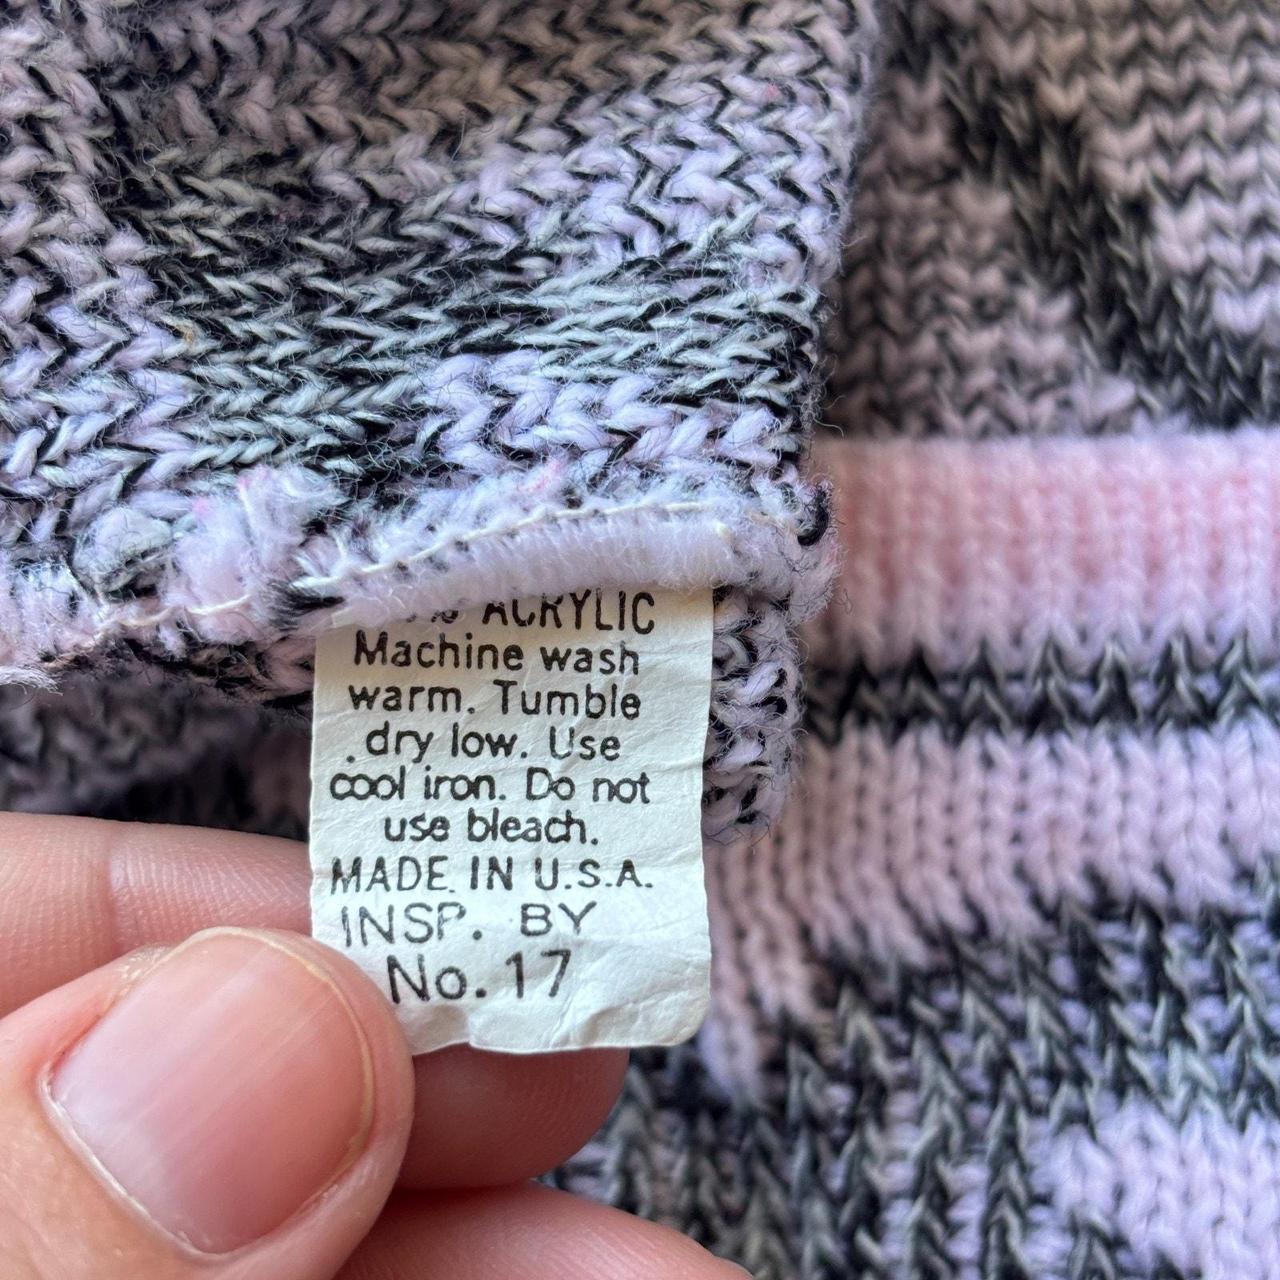 % ACRYLIC
Machine wash
warm. Tumble
dry low. Use
cool iron. Do not
use bleach.
MADE IN U.S.A.
INSP. BY
No. 17